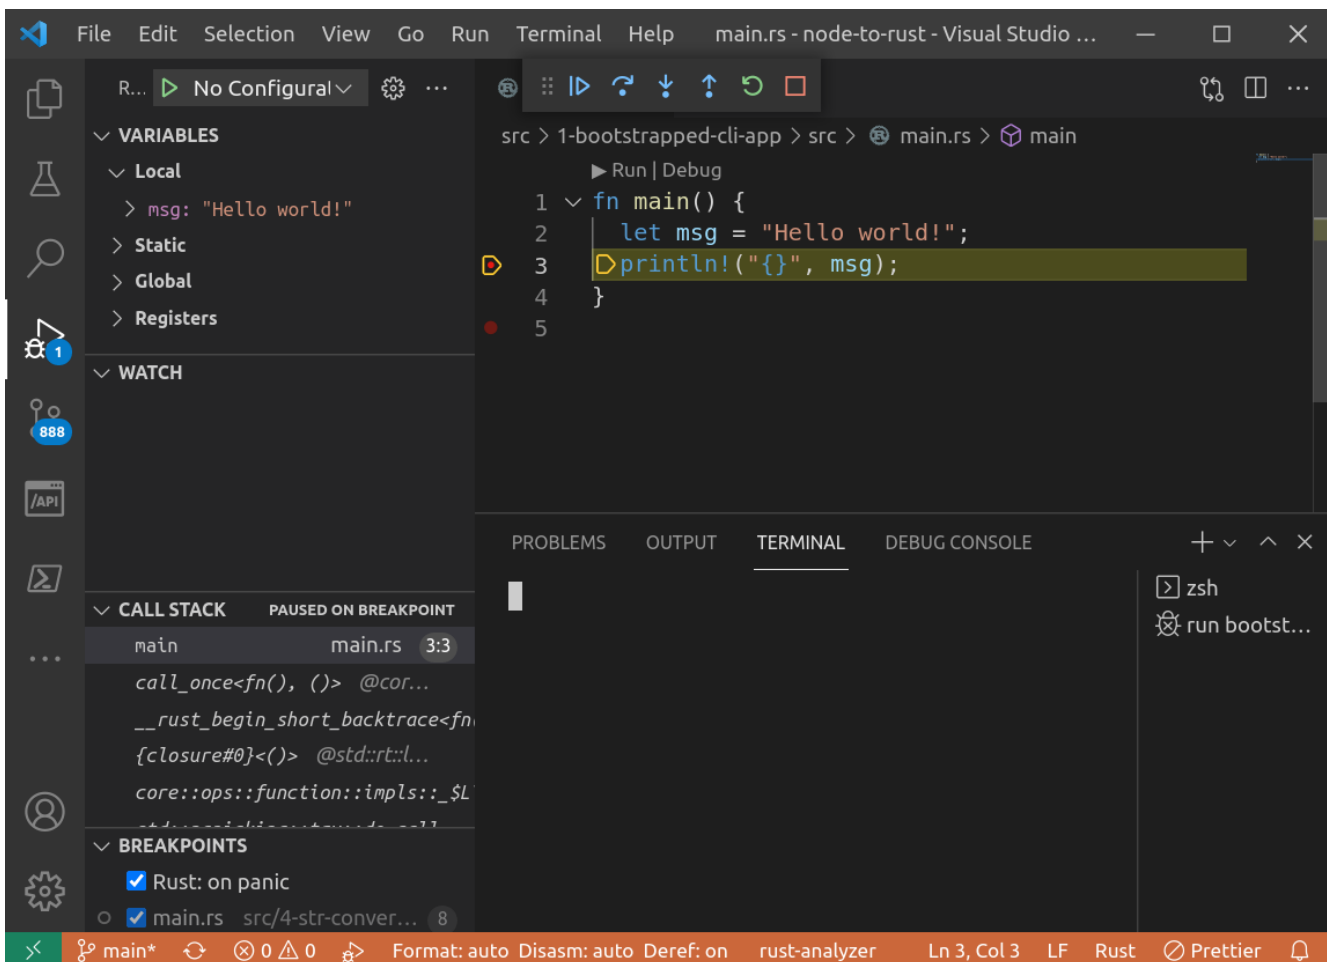 File Edit Selection View Go Run Terminal Help main.rs - node-to-rust - Visual Studio ...
R... No Configurat ...
VARIABLES
Local
msg: "Hello world!"
Static
Global
Registers
WATCH
1
888
/API
CALL STACK PAUSED ON BREAKPOINT
main main.rs 3:3
call_once<fn(), ()> @cor...
__rust_begin_short_backtrace<fn(
{closure#0}<()> @std::rt::l...
core::ops::function::impls::_$L
BREAKPOINTS
Rust: on panic
main.rs src/4-str-conver... 8
src > 1-bootstrapped-cli-app > src > main.rs > main
Run | Debug
1 fn main() {
2 let msg = "Hello world!";
3 println!("{}", msg);
4 }
5
PROBLEMS OUTPUT TERMINAL DEBUG CONSOLE
zsh
run bootst...
main* 0 0 Format: auto Disasm: auto Deref: on rust-analyzer Ln 3, Col 3 LF Rust Prettier